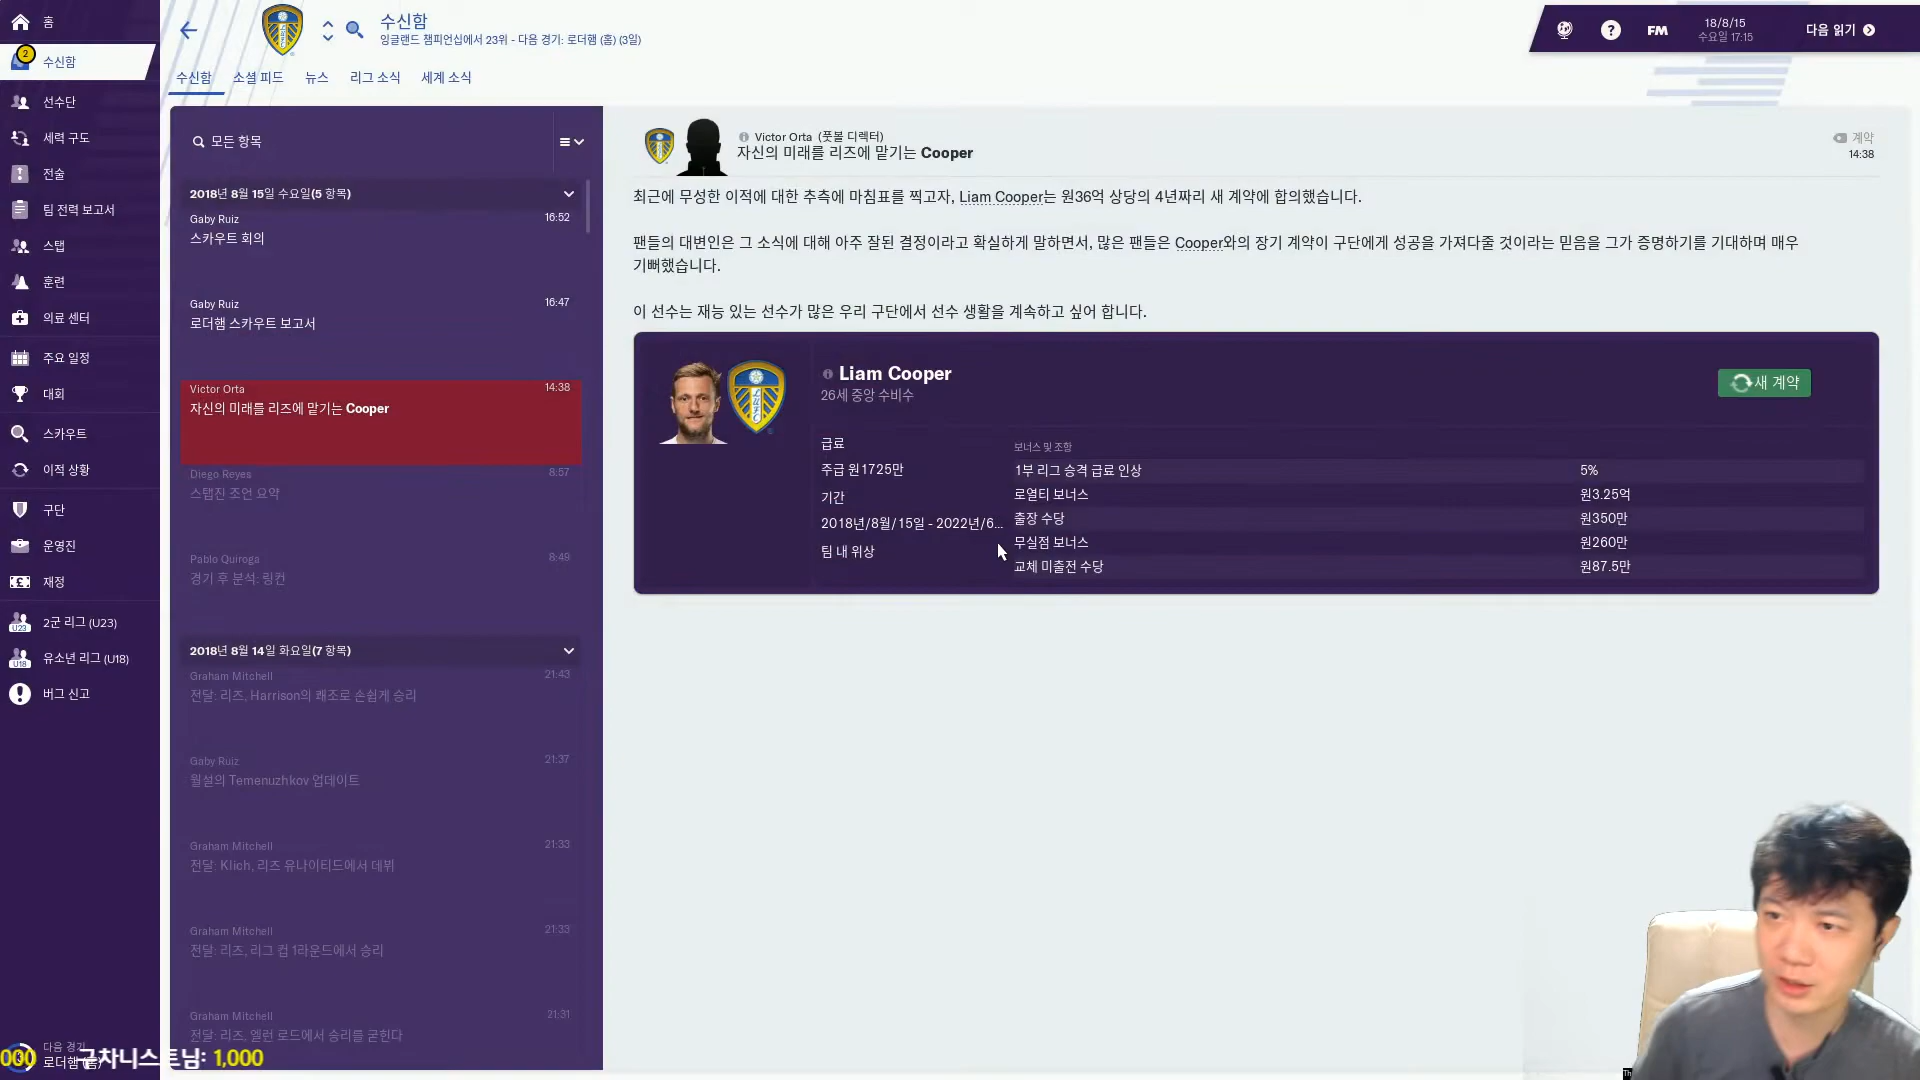 홈
2
수신함
선수단
세력 구도
전술
팀 전력 보고서
스탭
훈련
의료 센터
주요 일정
대회
스카우트
이적 상황
구단
운영진
재정
2군 리그 (U23)
유소년 리그 (U18)
버그 신고
다음 경기
로더햄 (홈)
수신함
잉글랜드 챔피언십에서 23위 - 다음 경기: 로더햄 (홈) (3일)
수신함 소셜 피드 뉴스 리그 소식 세계 소식
FM
18/8/15
수요일 17:15
다음 읽기
모든 항목
2018년 8월 15일 수요일(5 항목)
Gaby Ruiz 16:52
스카우트 회의
Gaby Ruiz 16:47
로더햄 스카우트 보고서
Victor Orta 14:38
자신의 미래를 리즈에 맡기는 Cooper
Diego Reyes 8:57
스탭진 조언 요약
Pablo Quiroga 8:49
경기 후 분석: 링컨
2018년 8월 14일 화요일(7 항목)
Graham Mitchell 21:43
전달: 리즈, Harrison의 쾌조로 손쉽게 승리
Gaby Ruiz 21:37
월설의 Temenuzhkov 업데이트
Graham Mitchell 21:33
전달: Klich, 리즈 유나이티드에서 데뷔
Graham Mitchell 21:33
전달: 리즈, 리그 컵 1라운드에서 승리
Graham Mitchell 21:31
전달: 리즈, 엘런 로드에서 승리를 굳힌다
Victor Orta (풋볼 디렉터)
자신의 미래를 리즈에 맡기는 Cooper
계약
14:38
최근에 무성한 이적에 대한 추측에 마침표를 찍고자, Liam Cooper는 원36억 상당의 4년짜리 새 계약에 합의했습니다.
팬들의 대변인은 그 소식에 대해 아주 잘된 결정이라고 확실하게 말하면서, 많은 팬들은 Cooper와의 장기 계약이 구단에게 성공을 가져다줄 것이라는 믿음을 그가 증명하기를 기대하며 매우
기뻐했습니다.
이 선수는 재능 있는 선수가 많은 우리 구단에서 선수 생활을 계속하고 싶어 합니다.
Liam Cooper
26세 중앙 수비수
새 계약
급료
주급 원1725만
기간
2018년/8월/15일 - 2022년/6...
팀 내 위상
보너스 및 조항
1부 리그 승격 급료 인상 5%
로열티 보너스 원3.25억
출장 수당 원350만
무실점 보너스 원260만
교체 미출전 수당 원87.5만
구차니스트님: 1,000